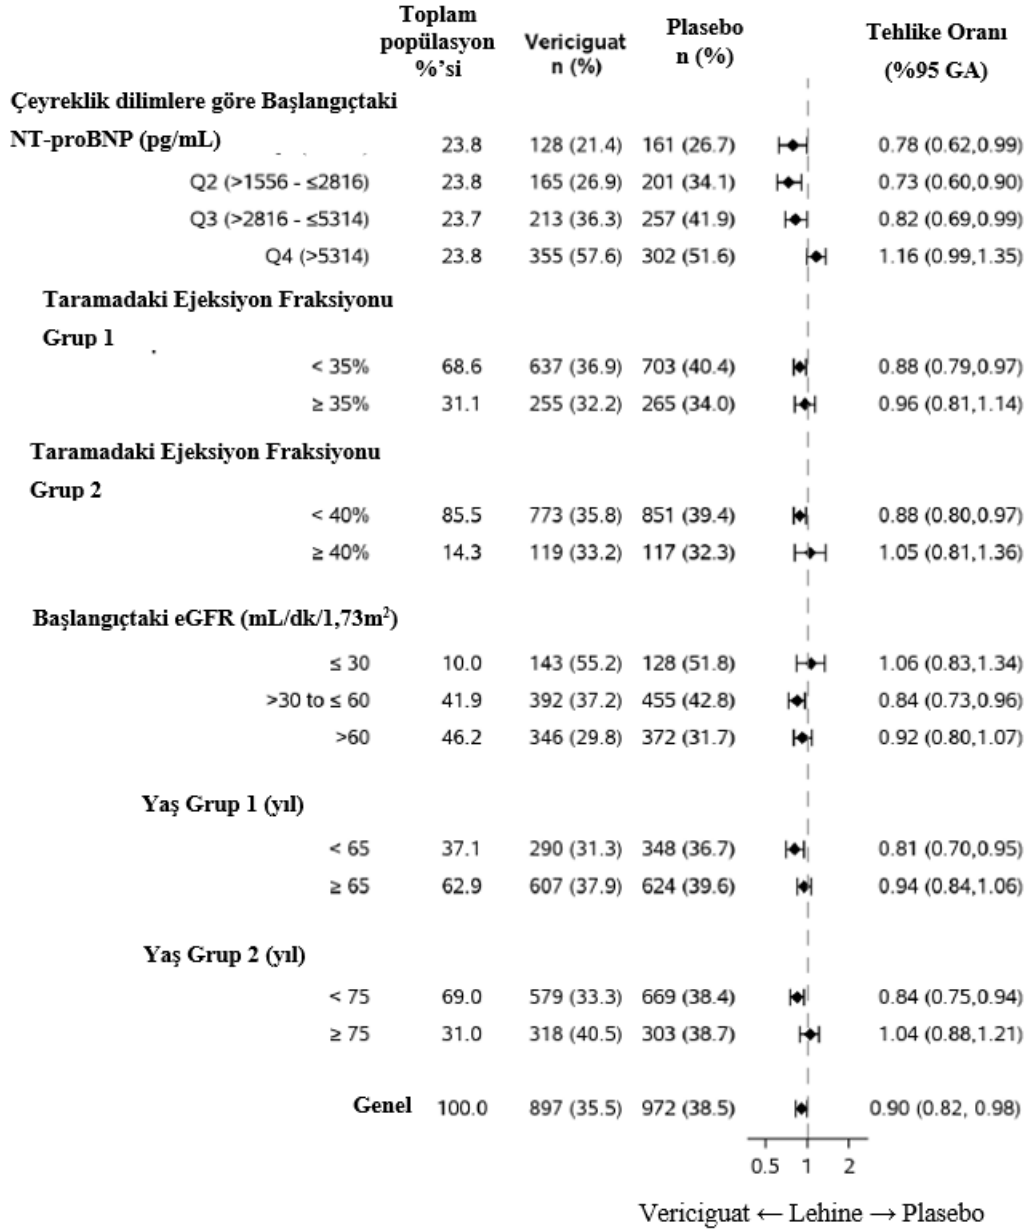 Toplam popülasyon %'si Vericiguat n (%) Plasebo n (%) Tehlike Oranı (%95 GA)
Çeyreklik dilimlere göre Başlangıçtaki
NT-proBNP (pg/mL) 23.8 128 (21.4) 161 (26.7) 0.78 (0.62,0.99)
Q2 (>1556 - ≤2816) 23.8 165 (26.9) 201 (34.1) 0.73 (0.60,0.90)
Q3 (>2816 - ≤5314) 23.7 213 (36.3) 257 (41.9) 0.82 (0.69,0.99)
Q4 (>5314) 23.8 355 (57.6) 302 (51.6) 1.16 (0.99,1.35)
Taramadaki Ejeksiyon Fraksiyonu
Grup 1
< 35% 68.6 637 (36.9) 703 (40.4) 0.88 (0.79,0.97)
≥ 35% 31.1 255 (32.2) 265 (34.0) 0.96 (0.81,1.14)
Taramadaki Ejeksiyon Fraksiyonu
Grup 2
< 40% 85.5 773 (35.8) 851 (39.4) 0.88 (0.80,0.97)
≥ 40% 14.3 119 (33.2) 117 (32.3) 1.05 (0.81,1.36)
Başlangıçtaki eGFR (mL/dk/1,73m²)
≤ 30 10.0 143 (55.2) 128 (51.8) 1.06 (0.83,1.34)
>30 to ≤ 60 41.9 392 (37.2) 455 (42.8) 0.84 (0.73,0.96)
>60 46.2 346 (29.8) 372 (31.7) 0.92 (0.80,1.07)
Yaş Grup 1 (yıl)
< 65 37.1 290 (31.3) 348 (36.7) 0.81 (0.70,0.95)
≥ 65 62.9 607 (37.9) 624 (39.6) 0.94 (0.84,1.06)
Yaş Grup 2 (yıl)
< 75 69.0 579 (33.3) 669 (38.4) 0.84 (0.75,0.94)
≥ 75 31.0 318 (40.5) 303 (38.7) 1.04 (0.88,1.21)
Genel 100.0 897 (35.5) 972 (38.5) 0.90 (0.82, 0.98)
0.5 1 2
Vericiguat ← Lehine → Plasebo